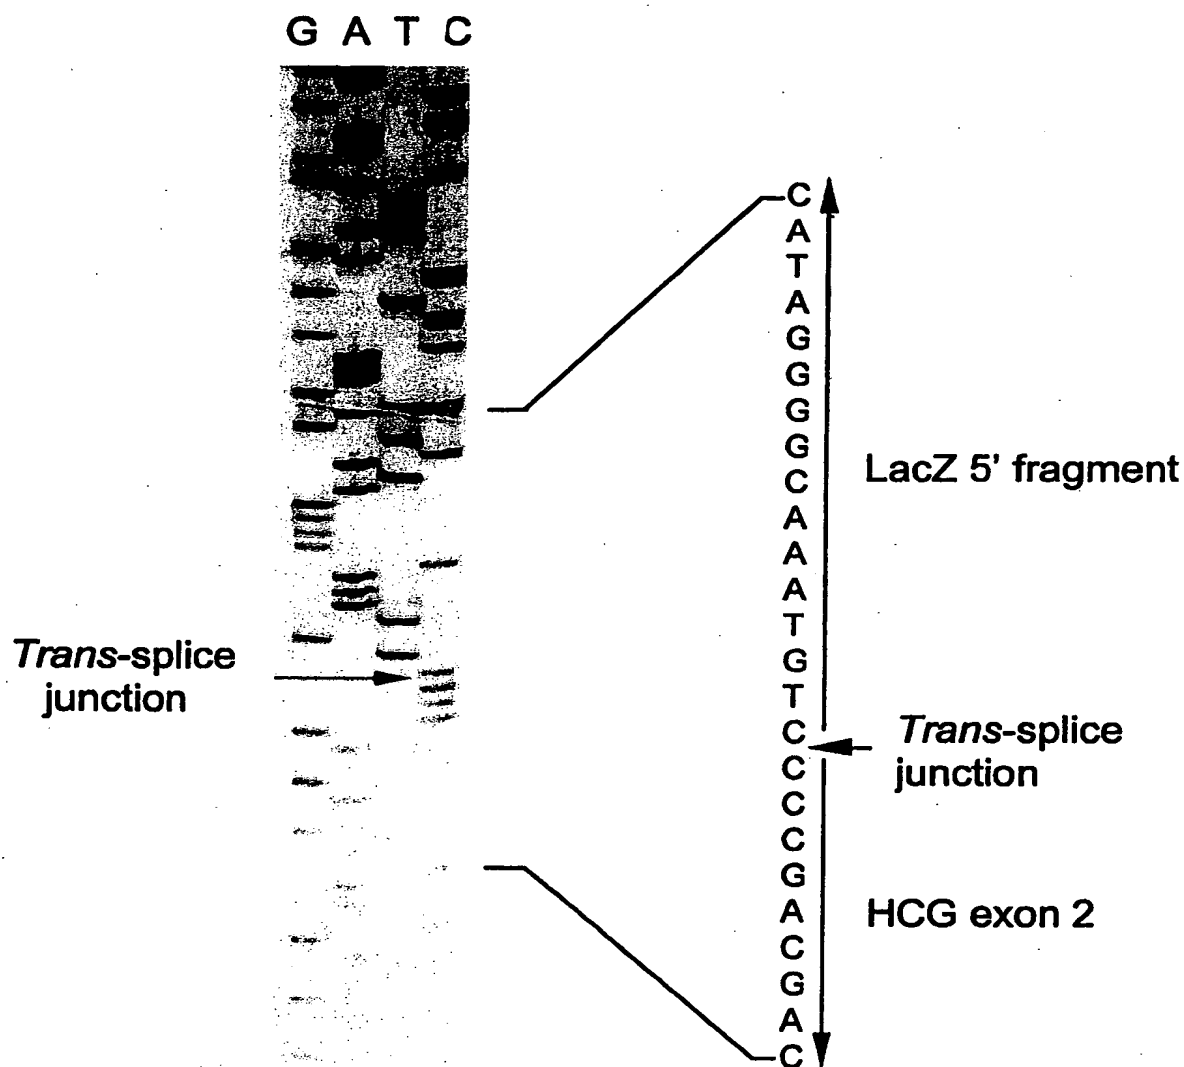 G A T C
C
A
T
A
G
G
G
G
C
A
A
A
T
G
T
C
C
C
C
G
A
C
G
A
C
LacZ 5' fragment
Trans-splice
junction
Trans-splice
junction
HCG exon 2